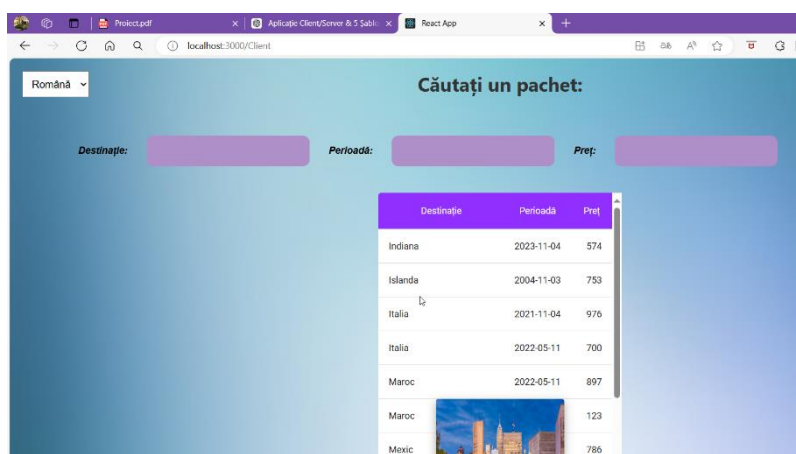 Proiect.pdf
Aplicație Client/Server & 5 Șablo
React App
localhost:3000/Client
Română
Căutați un pachet:
Destinație:
Perioadă:
Preț:
Destinație Perioadă Preț
Indiana 2023-11-04 574
Islanda 2004-11-03 753
Italia 2021-11-04 976
Italia 2022-05-11 700
Maroc 2022-05-11 897
Maroc 123
Mexic 786